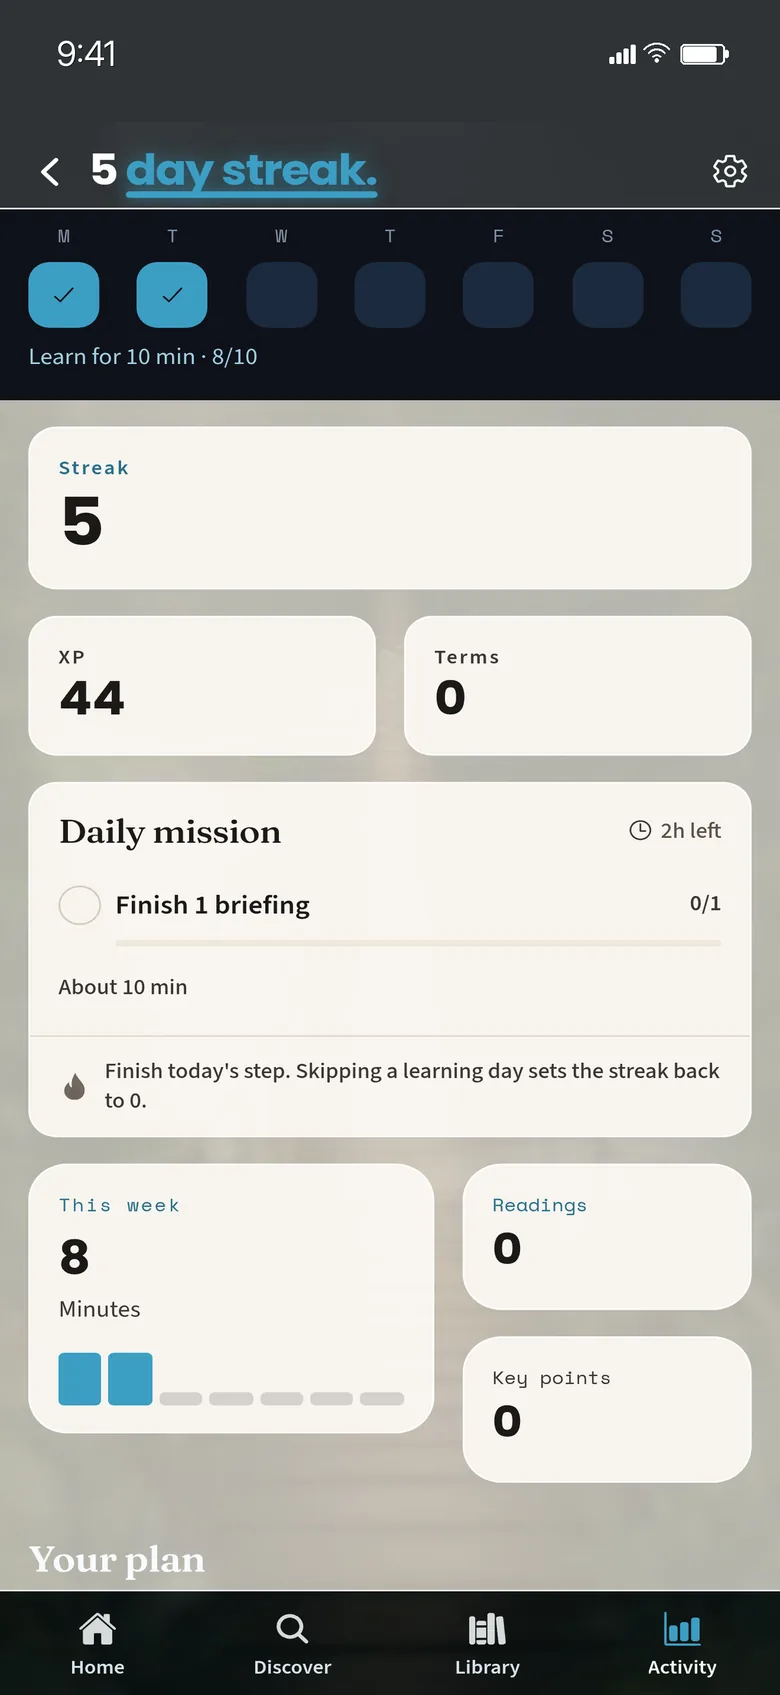 9:41
5 day streak.
M T W T F S S
Learn for 10 min · 8/10
Streak
5
XP
44
Terms
0
Daily mission
2h left
Finish 1 briefing
0/1
About 10 min
Finish today's step. Skipping a learning day sets the streak back
to 0.
This week
8
Minutes
Readings
0
Key points
0
Your plan
Home
Discover
Library
Activity